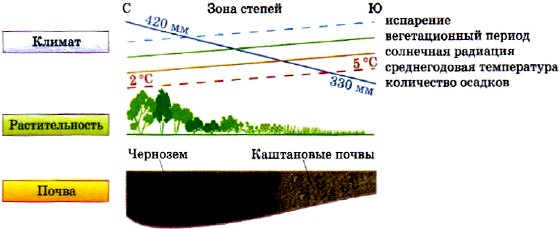 С Зона степей Ю
420 мм
испарение
вегетационный период
Климат
солнечная радиация
5 °С
среднегодовая температура
2 °С
330 мм
количество осадков
Растительность
Чернозем Каштановые почвы
Почва